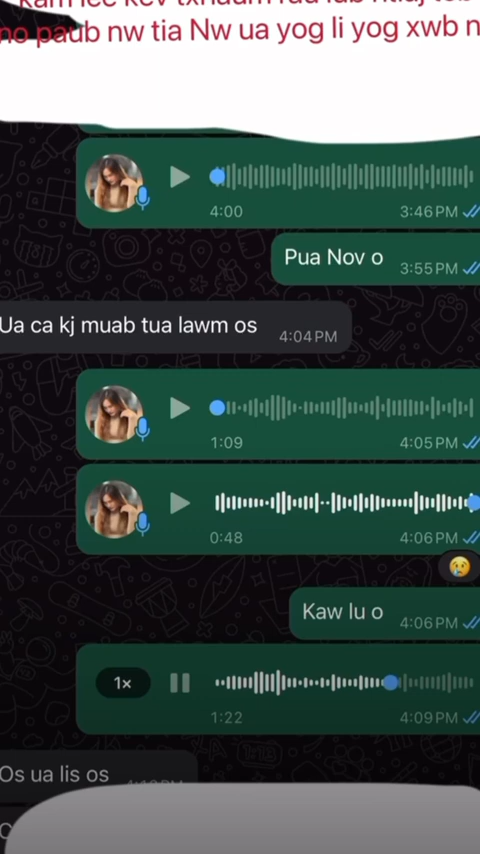 no paub nw tia Nw ua yog li yog xwb n
4:00 3:46 PM
Pua Nov o 3:55 PM
Ua ca kj muab tua lawm os 4:04 PM
1:09 4:05 PM
0:48 4:06 PM
Kaw lu o 4:06 PM
1×
1:22 4:09 PM
Os ua lis os